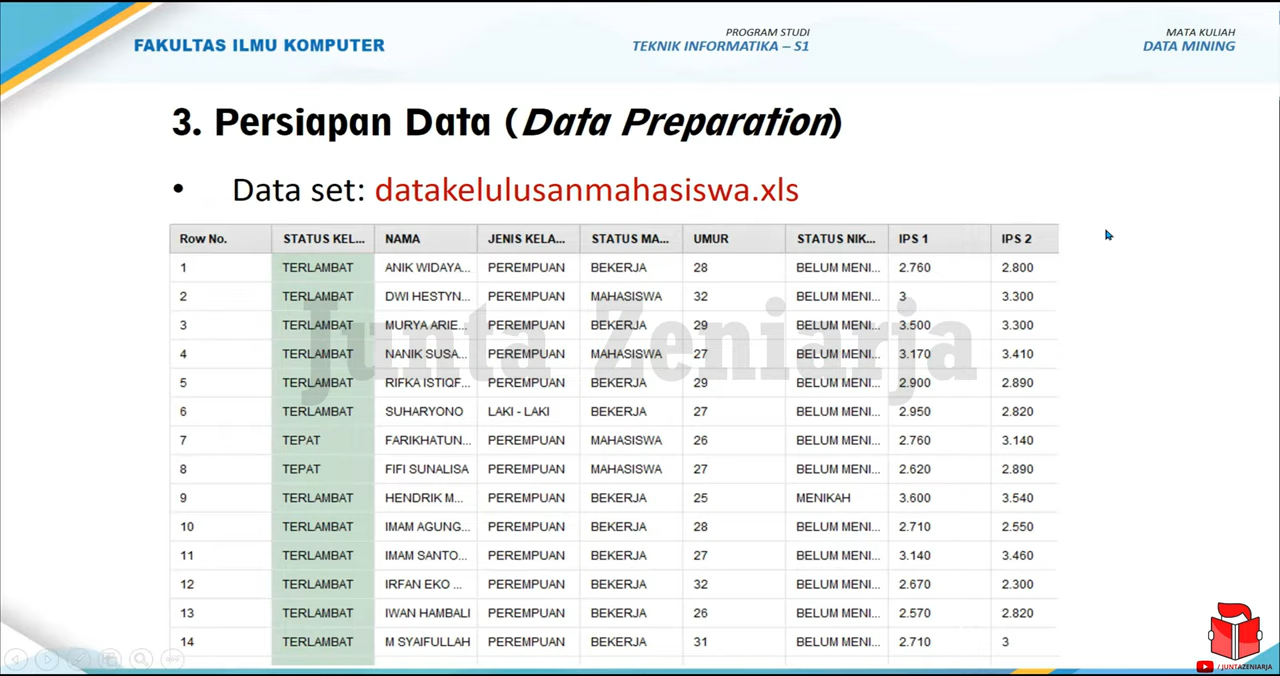 FAKULTAS ILMU KOMPUTER
PROGRAM STUDI
TEKNIK INFORMATIKA – S1
MATA KULIAH
DATA MINING
3. Persiapan Data (Data Preparation)
• Data set: datakelulusanmahasiswa.xls
Row No. STATUS KEL... NAMA JENIS KELA... STATUS MA... UMUR STATUS NIK... IPS 1 IPS 2
1 TERLAMBAT ANIK WIDAYA... PEREMPUAN BEKERJA 28 BELUM MENI... 2.760 2.800
2 TERLAMBAT DWI HESTYN... PEREMPUAN MAHASISWA 32 BELUM MENI... 3 3.300
3 TERLAMBAT MURYA ARIE... PEREMPUAN BEKERJA 29 BELUM MENI... 3.500 3.300
4 TERLAMBAT NANIK SUSA... PEREMPUAN MAHASISWA 27 BELUM MENI... 3.170 3.410
5 TERLAMBAT RIFKA ISTIQF... PEREMPUAN BEKERJA 29 BELUM MENI... 2.900 2.890
6 TERLAMBAT SUHARYONO LAKI - LAKI BEKERJA 27 BELUM MENI... 2.950 2.820
7 TEPAT FARIKHATUN... PEREMPUAN MAHASISWA 26 BELUM MENI... 2.760 3.140
8 TEPAT FIFI SUNALISA PEREMPUAN MAHASISWA 27 BELUM MENI... 2.620 2.890
9 TERLAMBAT HENDRIK M... PEREMPUAN BEKERJA 25 MENIKAH 3.600 3.540
10 TERLAMBAT IMAM AGUNG... PEREMPUAN BEKERJA 28 BELUM MENI... 2.710 2.550
11 TERLAMBAT IMAM SANTO... PEREMPUAN BEKERJA 27 BELUM MENI... 3.140 3.460
12 TERLAMBAT IRFAN EKO ... PEREMPUAN BEKERJA 32 BELUM MENI... 2.670 2.300
13 TERLAMBAT IWAN HAMBALI PEREMPUAN BEKERJA 26 BELUM MENI... 2.570 2.820
14 TERLAMBAT M SYAIFULLAH PEREMPUAN BEKERJA 31 BELUM MENI... 2.710 3
Junta Zeniarja
/ JUNTAZENIARJA